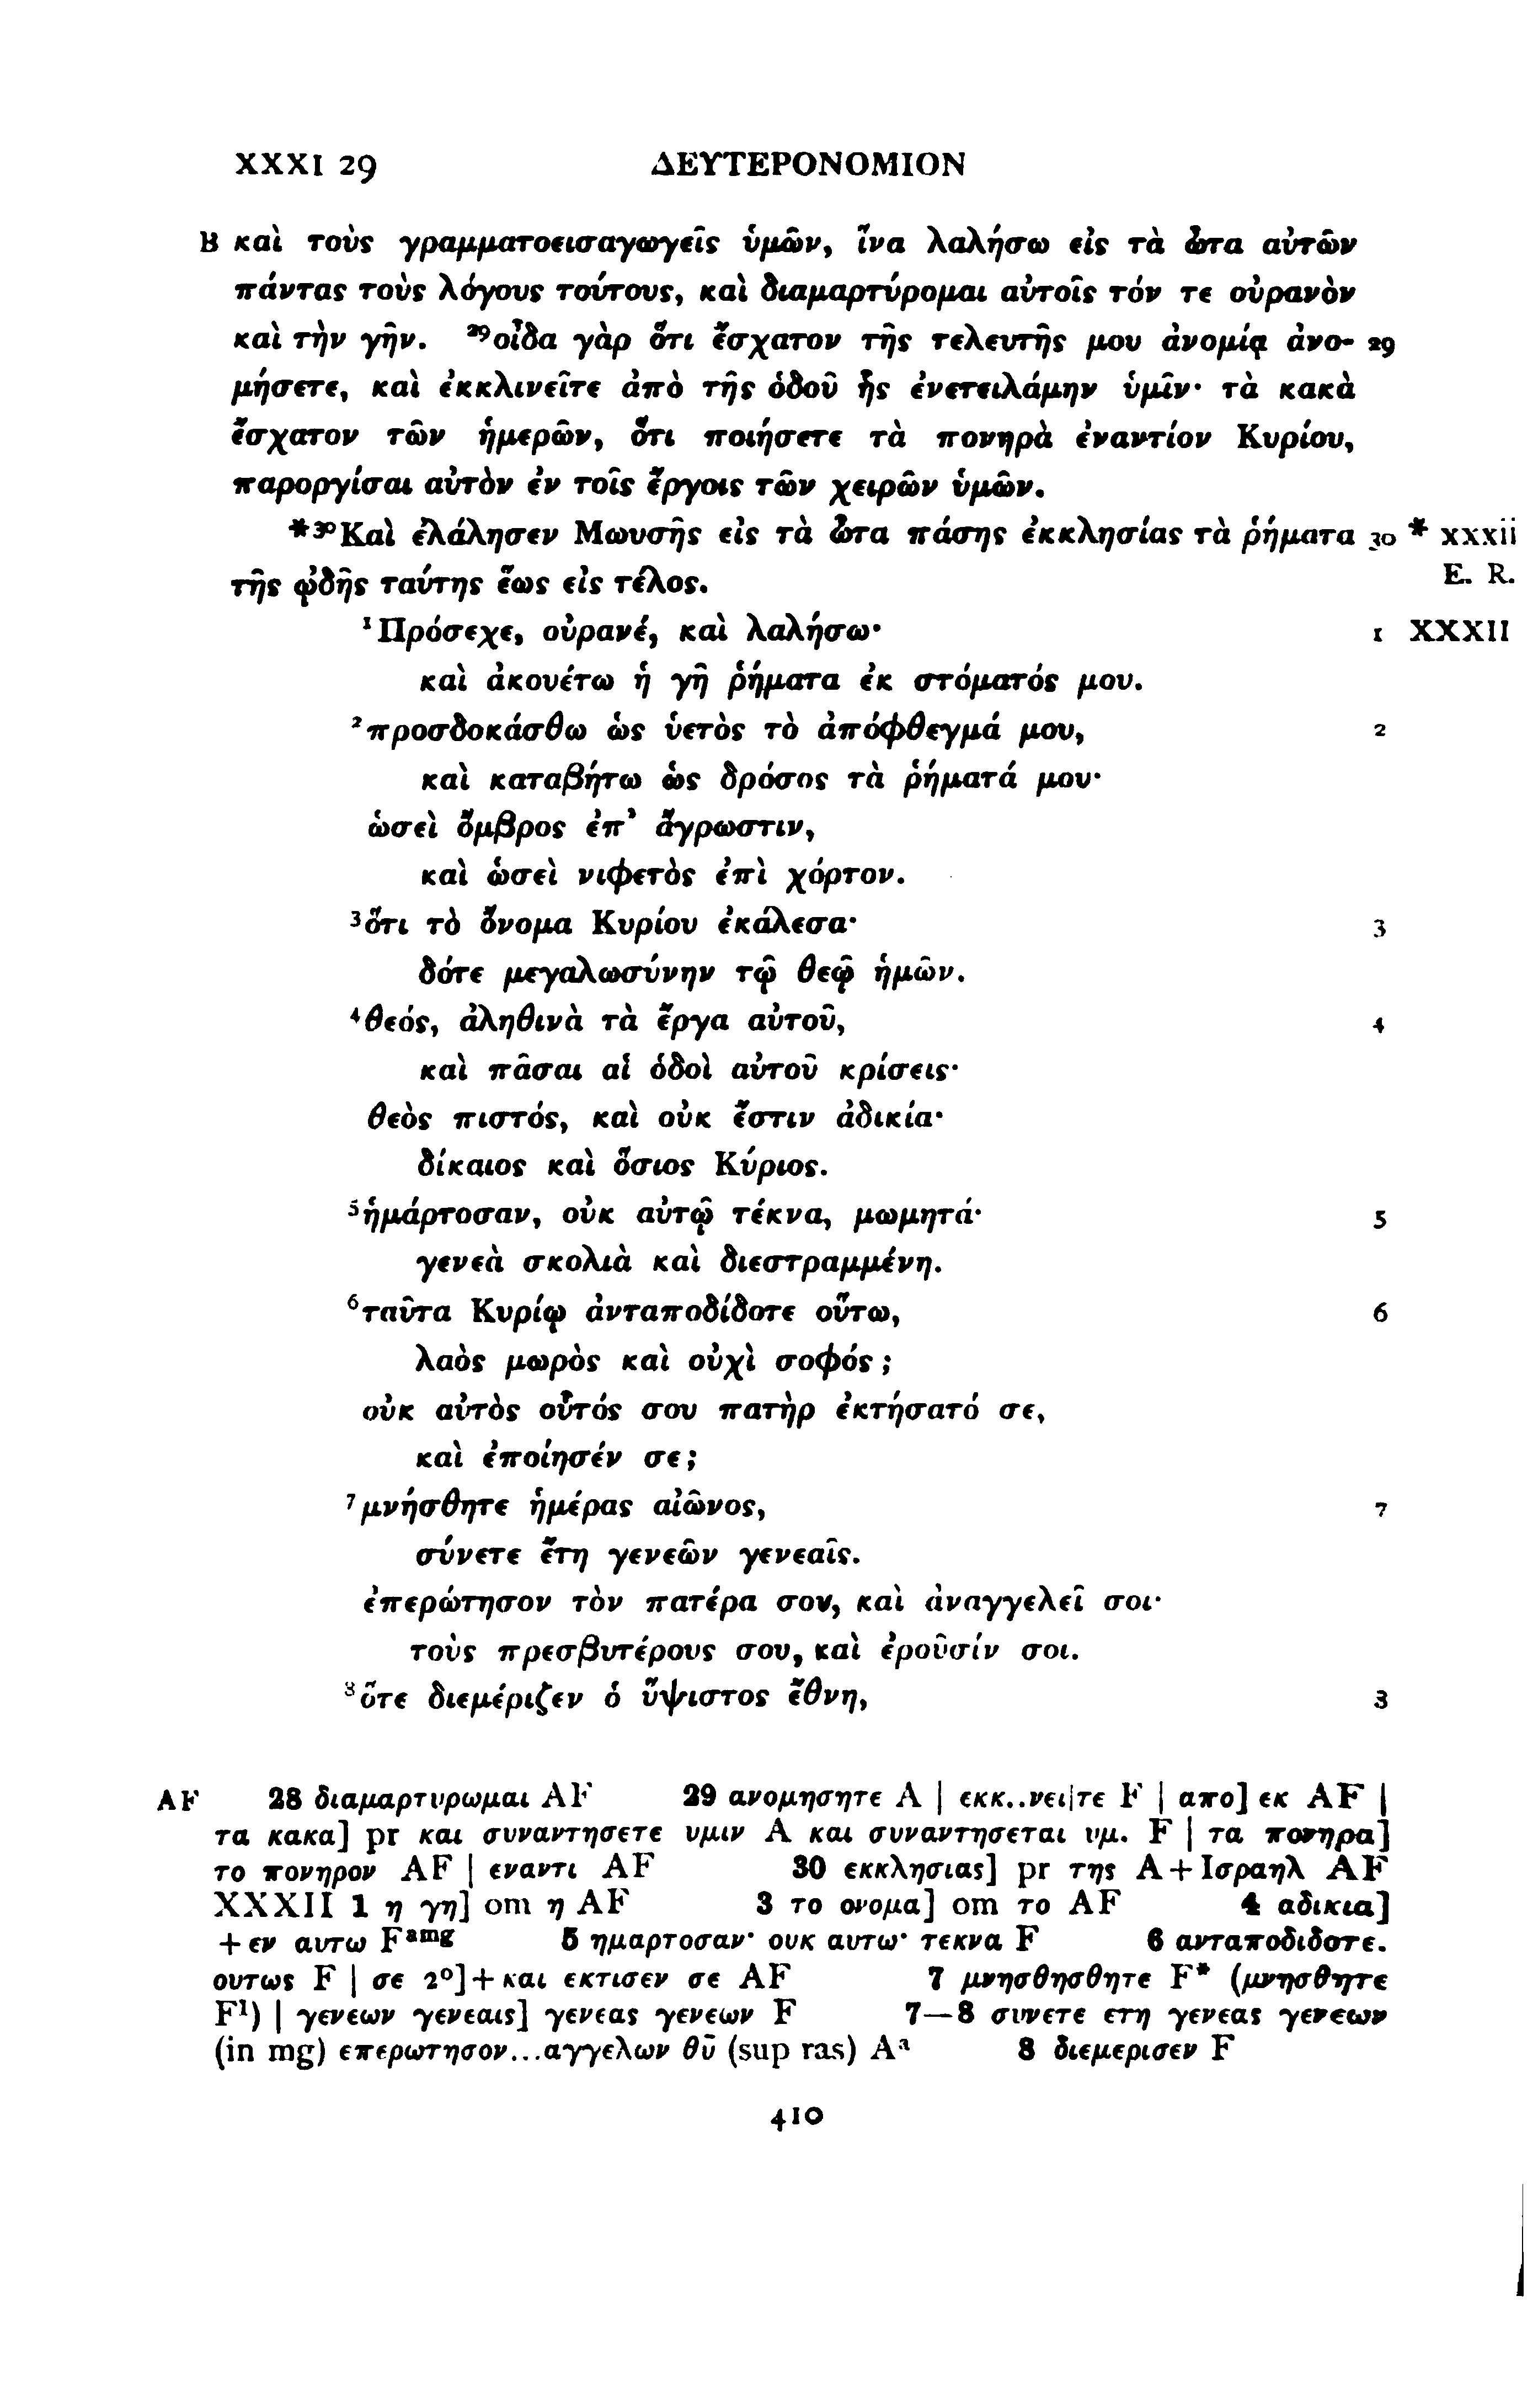 XXXI 29 ΔΕΥΤΕΡΟΝΟΜΙΟΝ
B καὶ τοὺς γραμματοεισαγωγεῖς ὑμῶν, ἵνα λαλήσω εἰς τὰ ὦτα αὐτῶν
πάντας τοὺς λόγους τούτους, καὶ διαμαρτύρομαι αὐτοῖς τόν τε οὐρανὸν
καὶ τὴν γῆν. ²⁹οἶδα γὰρ ὅτι ἔσχατον τῆς τελευτῆς μου ἀνομίᾳ ἀνο- 29
μήσετε, καὶ ἐκκλινεῖτε ἀπὸ τῆς ὁδοῦ ἧς ἐνετειλάμην ὑμῖν· τὰ κακὰ
ἔσχατον τῶν ἡμερῶν, ὅτι ποιήσετε τὰ πονηρὰ ἐναντίον Κυρίου,
παροργίσαι αὐτὸν ἐν τοῖς ἔργοις τῶν χειρῶν ὑμῶν.
*³⁰Καὶ ἐλάλησεν Μωυσῆς εἰς τὰ ὦτα πάσης ἐκκλησίας τὰ ῥήματα 30 * xxxii
τῆς ᾠδῆς ταύτης ἕως εἰς τέλος. E. R.
¹Πρόσεχε, οὐρανέ, καὶ λαλήσω· 1 XXXII
καὶ ἀκουέτω ἡ γῆ ῥήματα ἐκ στόματός μου.
²προσδοκάσθω ὡς ὑετὸς τὸ ἀπόφθεγμά μου, 2
καὶ καταβήτω ὡς δρόσος τὰ ῥήματά μου·
ὡσεὶ ὄμβρος ἐπ’ ἄγρωστιν,
καὶ ὡσεὶ νιφετὸς ἐπὶ χόρτον.
³ὅτι τὸ ὄνομα Κυρίου ἐκάλεσα· 3
δότε μεγαλωσύνην τῷ θεῷ ἡμῶν.
⁴θεός, ἀληθινὰ τὰ ἔργα αὐτοῦ, 4
καὶ πᾶσαι αἱ ὁδοὶ αὐτοῦ κρίσεις·
θεὸς πιστός, καὶ οὐκ ἔστιν ἀδικία·
δίκαιος καὶ ὅσιος Κύριος.
⁵ἡμάρτοσαν, οὐκ αὐτῷ τέκνα, μωμητά· 5
γενεὰ σκολιὰ καὶ διεστραμμένη.
⁶ταῦτα Κυρίῳ ἀνταποδίδοτε οὕτω, 6
λαὸς μωρὸς καὶ οὐχὶ σοφός;
οὐκ αὐτὸς οὗτός σου πατὴρ ἐκτήσατό σε,
καὶ ἐποίησέν σε;
⁷μνήσθητε ἡμέρας αἰῶνος, 7
σύνετε ἔτη γενεῶν γενεαῖς.
ἐπερώτησον τὸν πατέρα σου, καὶ ἀναγγελεῖ σοι·
τοὺς πρεσβυτέρους σου, καὶ ἐροῦσίν σοι.
⁸ὅτε διεμέριζεν ὁ ὕψιστος ἔθνη, 8
AF 28 διαμαρτυρωμαι AF 29 ανομησητε A | εκκ..νει|τε F | απο] εκ AF |
τα κακα] pr και συναντησετε υμιν A και συναντησεται υμ. F | τα πονηρα]
το πονηρον AF | εναντι AF 30 εκκλησιας] pr της A + Ισραηλ AF
XXXII 1 η γη] om η AF 3 το ονομα] om το AF 4 αδικια]
+ εν αυτω Fᵃᵐᵍ 5 ημαρτοσαν· ουκ αυτω· τεκνα F 6 ανταποδιδοτε.
ουτως F | σε 2°] + και εκτισεν σε AF 7 μνησθησθητε F* (μνησθητε
F¹) | γενεων γενεαις] γενεας γενεων F 7—8 συνετε ετη γενεας γενεων
(in mg) επερωτησον...αγγελων θῡ (sup ras) Aᵃ 8 διεμερισεν F
410